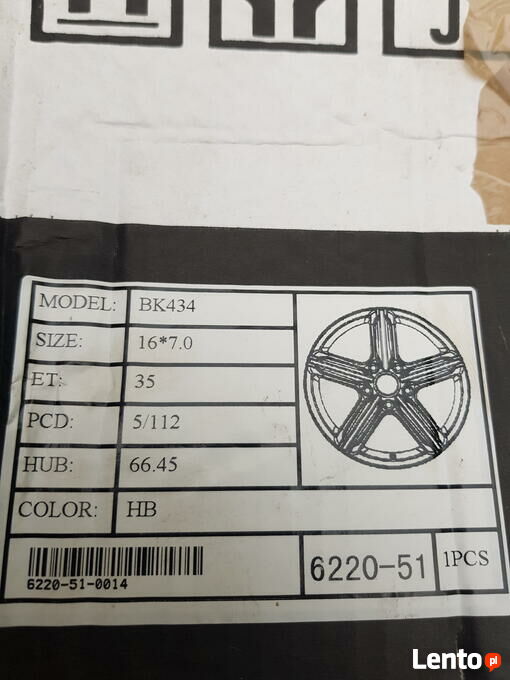 J
MODEL: BK434
SIZE: 16*7.0
ET: 35
PCD: 5/112
HUB: 66.45
COLOR: HB
6220-51-0014
6220-51
1PCS
Lento.pl